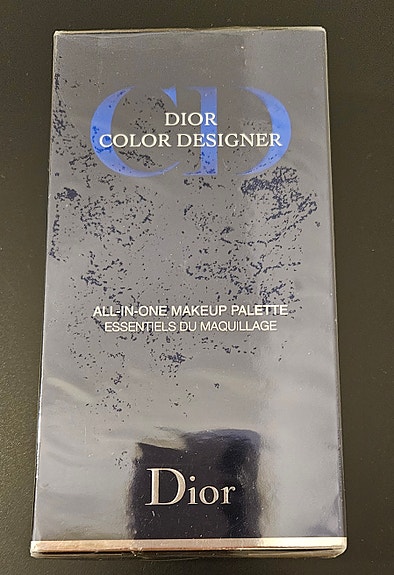 CD
DIOR
COLOR DESIGNER
ALL-IN-ONE MAKEUP PALETTE
ESSENTIELS DU MAQUILLAGE
Dior